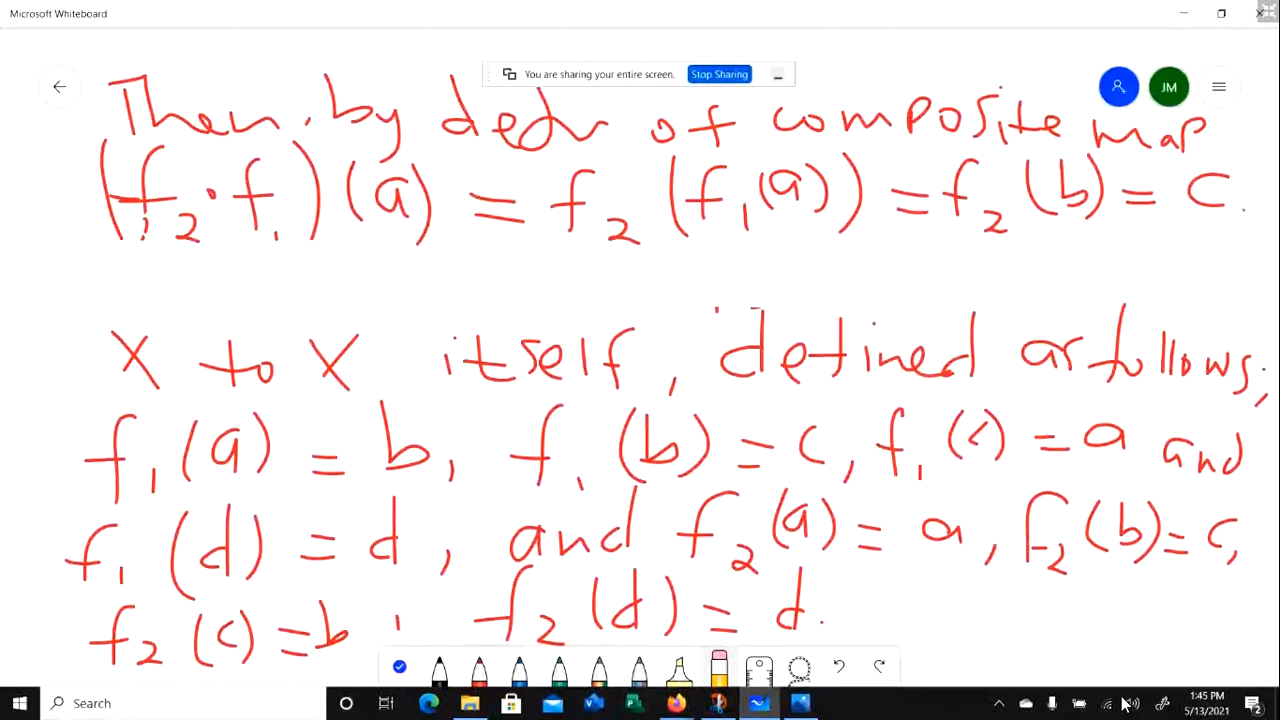 Microsoft Whiteboard
You are sharing your entire screen. Stop Sharing
JM
Then, by defn of composite map
(f₂ · f₁)(a) = f₂(f₁(a)) = f₂(b) = c.
X to X itself, defined as follows;
f₁(a) = b, f₁(b) = c, f₁(c) = a and
f₁(d) = d, and f₂(a) = a, f₂(b) = c,
f₂(c) = b, f₂(d) = d.
Search
1:45 PM
5/13/2021
2